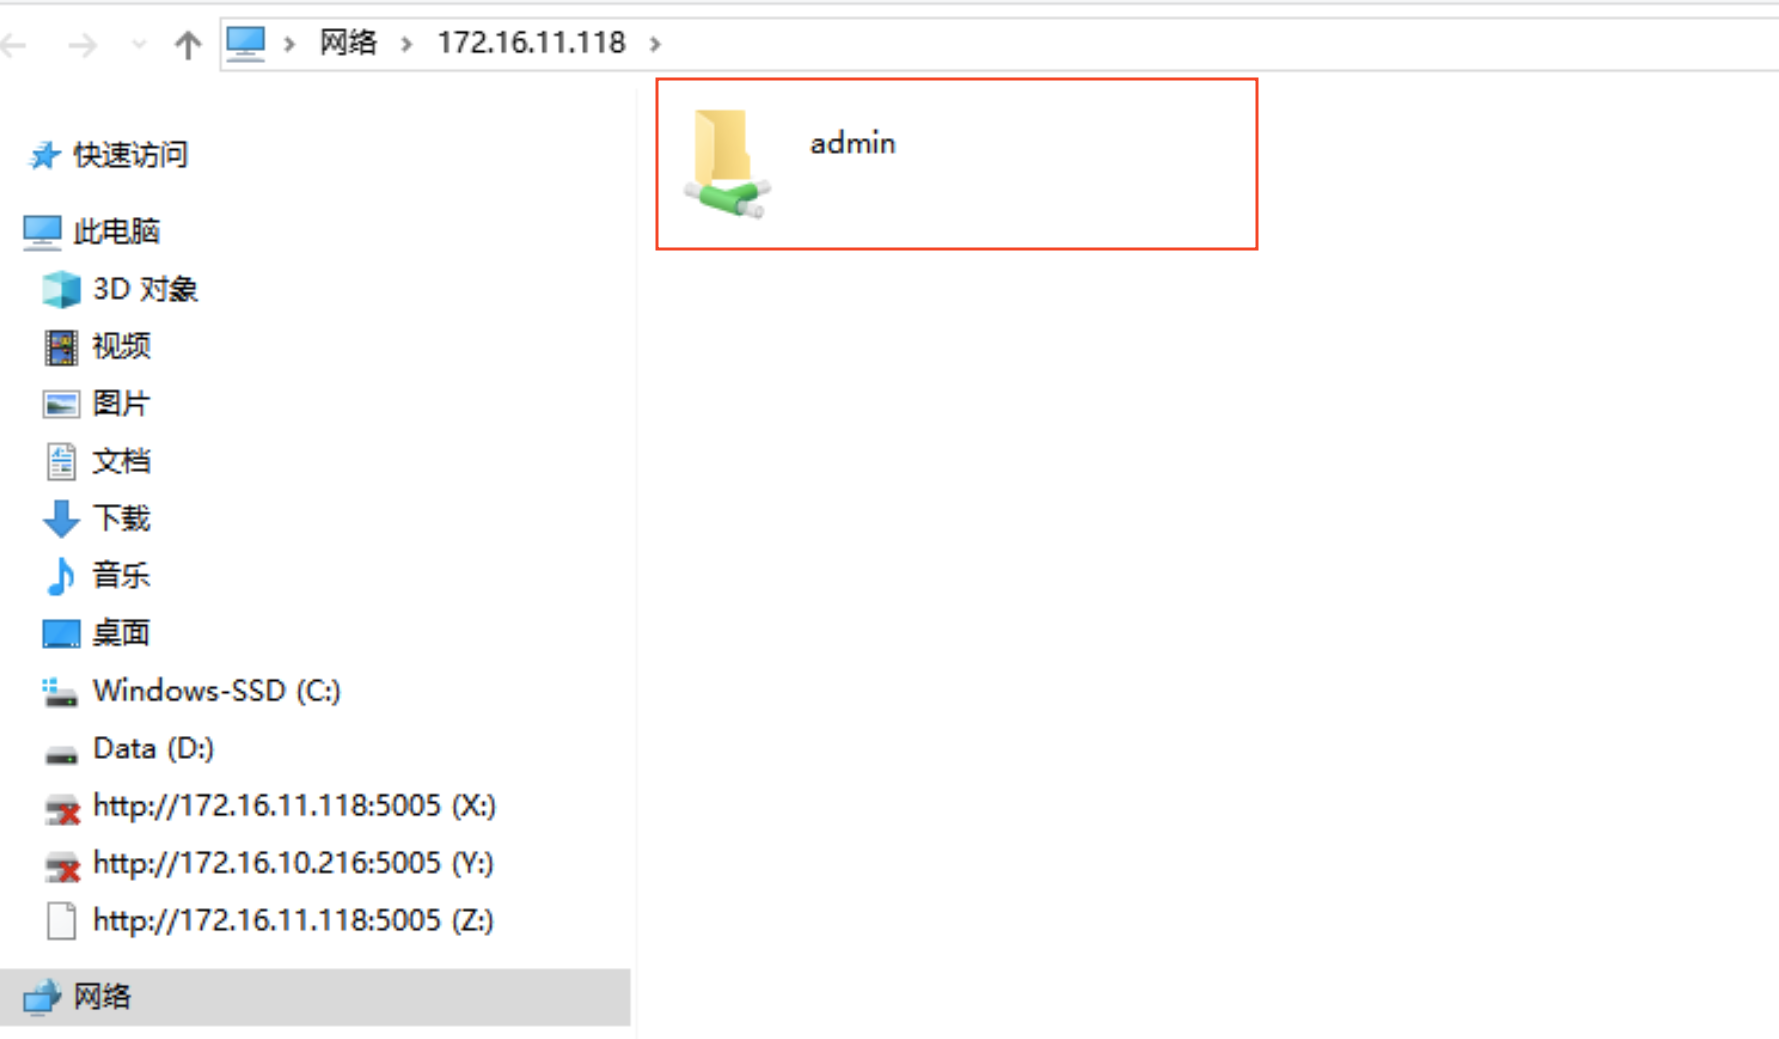 网络 172.16.11.118
快速访问
此电脑
3D 对象
视频
图片
文档
下载
音乐
桌面
Windows-SSD (C:)
Data (D:)
http://172.16.11.118:5005 (X:)
http://172.16.10.216:5005 (Y:)
http://172.16.11.118:5005 (Z:)
网络
admin